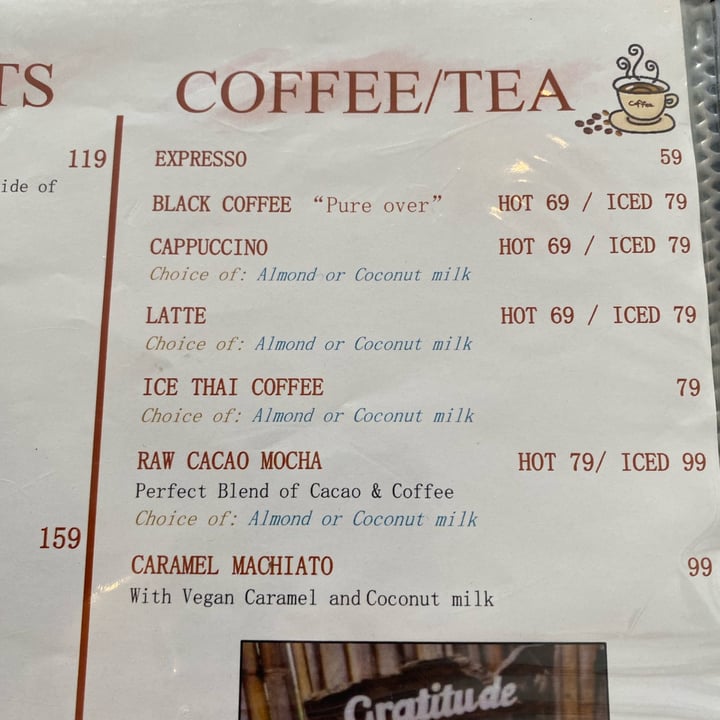 TS
COFFEE/TEA
coffee
119
ide of
159
EXPRESSO 59
BLACK COFFEE “Pure over” HOT 69 / ICED 79
CAPPUCCINO HOT 69 / ICED 79
Choice of: Almond or Coconut milk
LATTE HOT 69 / ICED 79
Choice of: Almond or Coconut milk
ICE THAI COFFEE 79
Choice of: Almond or Coconut milk
RAW CACAO MOCHA HOT 79/ ICED 99
Perfect Blend of Cacao & Coffee
Choice of: Almond or Coconut milk
CARAMEL MACHIATO 99
With Vegan Caramel and Coconut milk
Gratitude